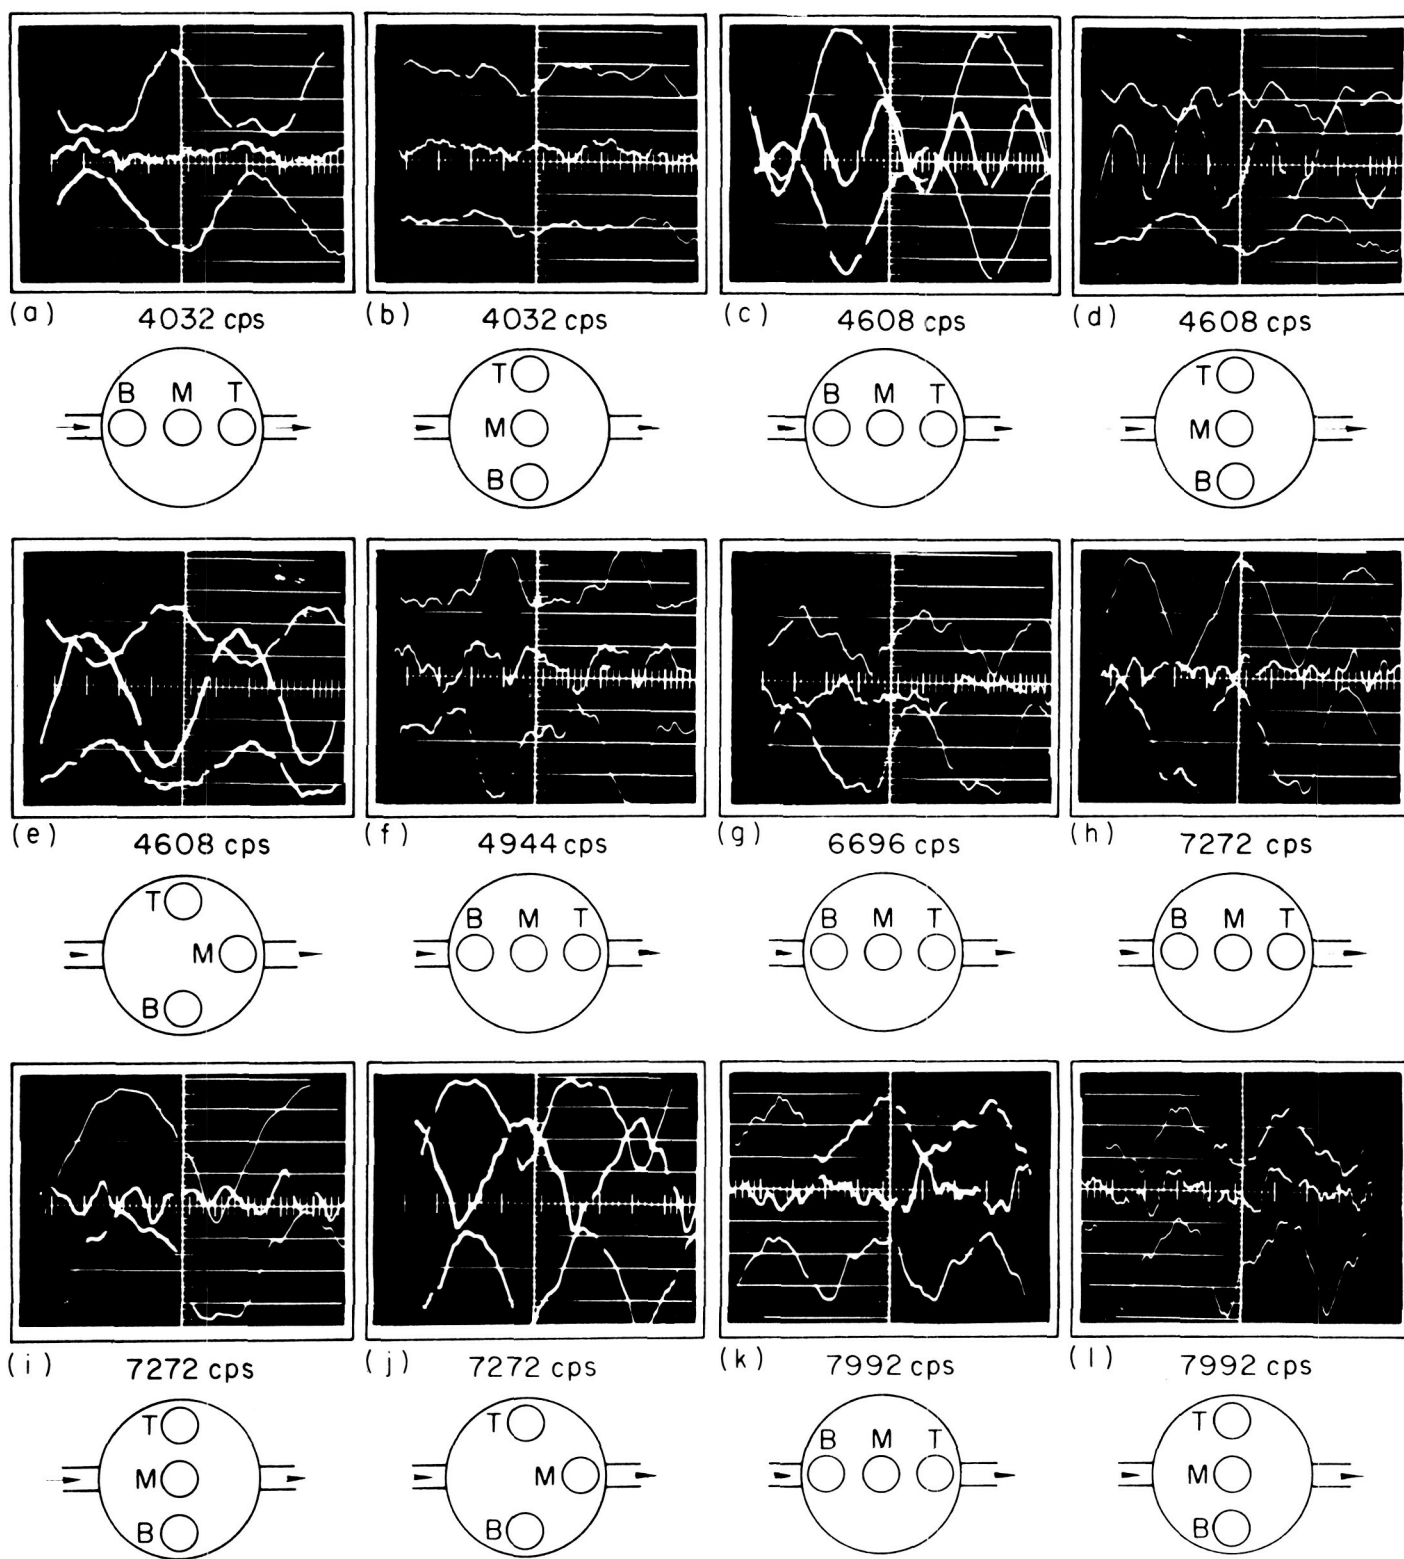 (a) 4032 cps
(b) 4032 cps
(c) 4608 cps
(d) 4608 cps
B M T
T
M
B
B M T
T
M
B
(e) 4608 cps
(f) 4944 cps
(g) 6696 cps
(h) 7272 cps
T
M
B
B M T
B M T
B M T
(i) 7272 cps
(j) 7272 cps
(k) 7992 cps
(l) 7992 cps
T
M
B
T
M
B
B M T
T
M
B